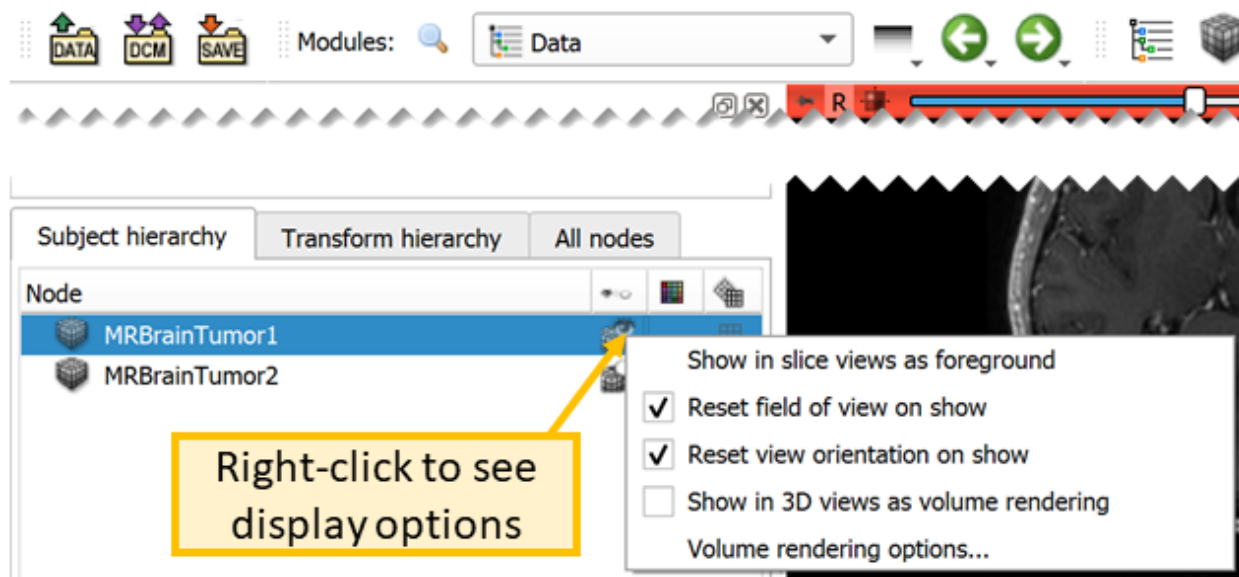 DATA DCM SAVE Modules: Data
R
Subject hierarchy Transform hierarchy All nodes
Node
MRBrainTumor1
MRBrainTumor2
Show in slice views as foreground
Reset field of view on show
Reset view orientation on show
Show in 3D views as volume rendering
Volume rendering options...
Right-click to see
display options